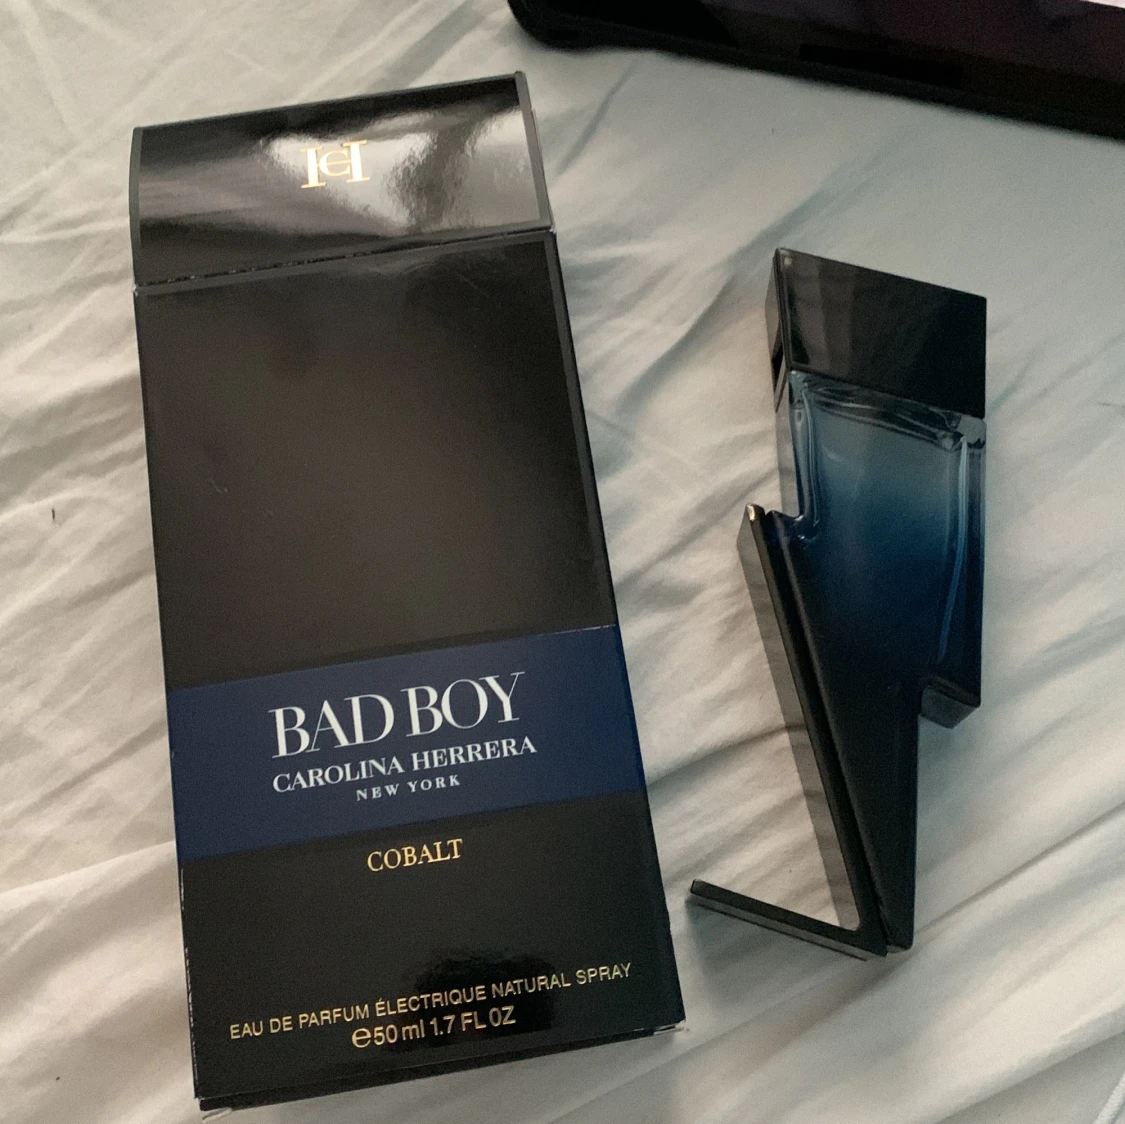 CH
BAD BOY
CAROLINA HERRERA
NEW YORK
COBALT
EAU DE PARFUM ÉLECTRIQUE NATURAL SPRAY
℮50 ml 1.7 FL OZ